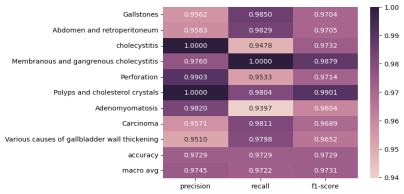 Gallstones 0.9562 0.9850 0.9704
Abdomen and retroperitoneum 0.9583 0.9829 0.9705
cholecystitis 1.0000 0.9478 0.9732
Membranous and gangrenous cholecystitis 0.9760 1.0000 0.9879
Perforation 0.9903 0.9533 0.9714
Polyps and cholesterol crystals 1.0000 0.9804 0.9901
Adenomyomatosis 0.9820 0.9397 0.9604
Carcinoma 0.9571 0.9811 0.9689
Various causes of gallbladder wall thickening 0.9510 0.9798 0.9652
accuracy 0.9729 0.9729 0.9729
macro avg 0.9745 0.9722 0.9731
precision recall f1-score
1.00
0.99
0.98
0.97
0.96
0.95
0.94